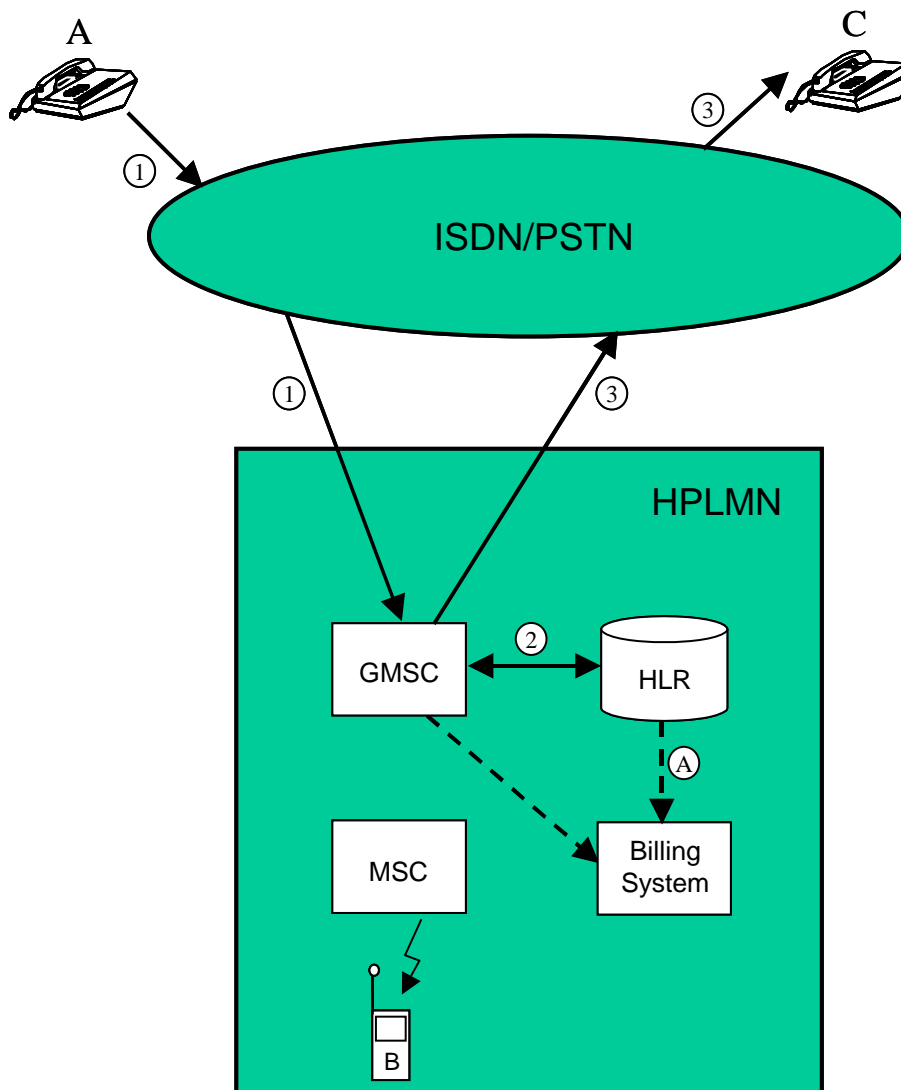 A
C
3
1
ISDN/PSTN
1
3
HPLMN
2
GMSC
HLR
A
MSC
Billing
System
B